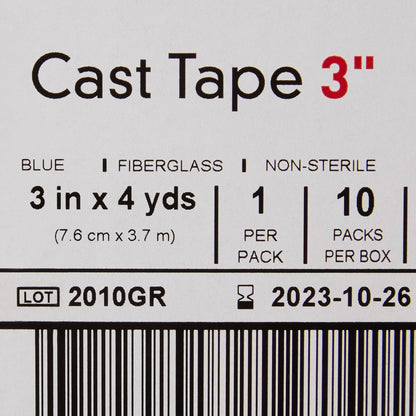 Cast Tape 3"
BLUE | FIBERGLASS | NON-STERILE
3 in x 4 yds 1 10
(7.6 cm x 3.7 m) PER PACKS
PACK PER BOX
LOT 2010GR 2023-10-26